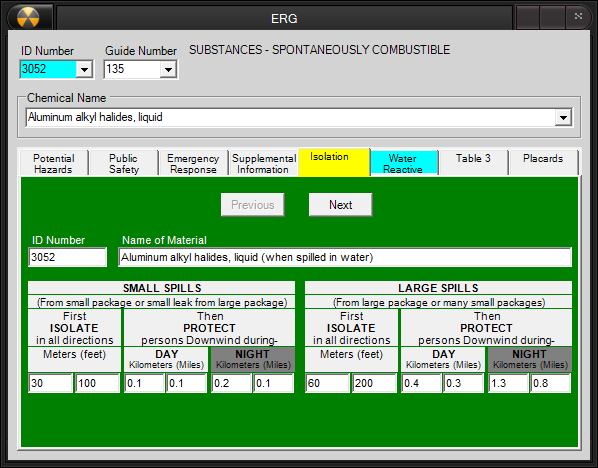 ERG
ID Number Guide Number SUBSTANCES - SPONTANEOUSLY COMBUSTIBLE
3052 135
Chemical Name
Aluminum alkyl halides, liquid
Potential Hazards
Public Safety
Emergency Response
Supplemental Information
Isolation
Water Reactive
Table 3
Placards
Previous Next
ID Number Name of Material
3052 Aluminum alkyl halides, liquid (when spilled in water)
SMALL SPILLS
(From small package or small leak from large package)
First
ISOLATE
in all directions
Meters (feet)
Then
PROTECT
persons Downwind during-
DAY
Kilometers (Miles)
NIGHT
Kilometers (Miles)
30 100 0.1 0.1 0.2 0.1
LARGE SPILLS
(From large package or many small packages)
First
ISOLATE
in all directions
Meters (feet)
Then
PROTECT
persons Downwind during-
DAY
Kilometers (Miles)
NIGHT
Kilometers (Miles)
60 200 0.4 0.3 1.3 0.8